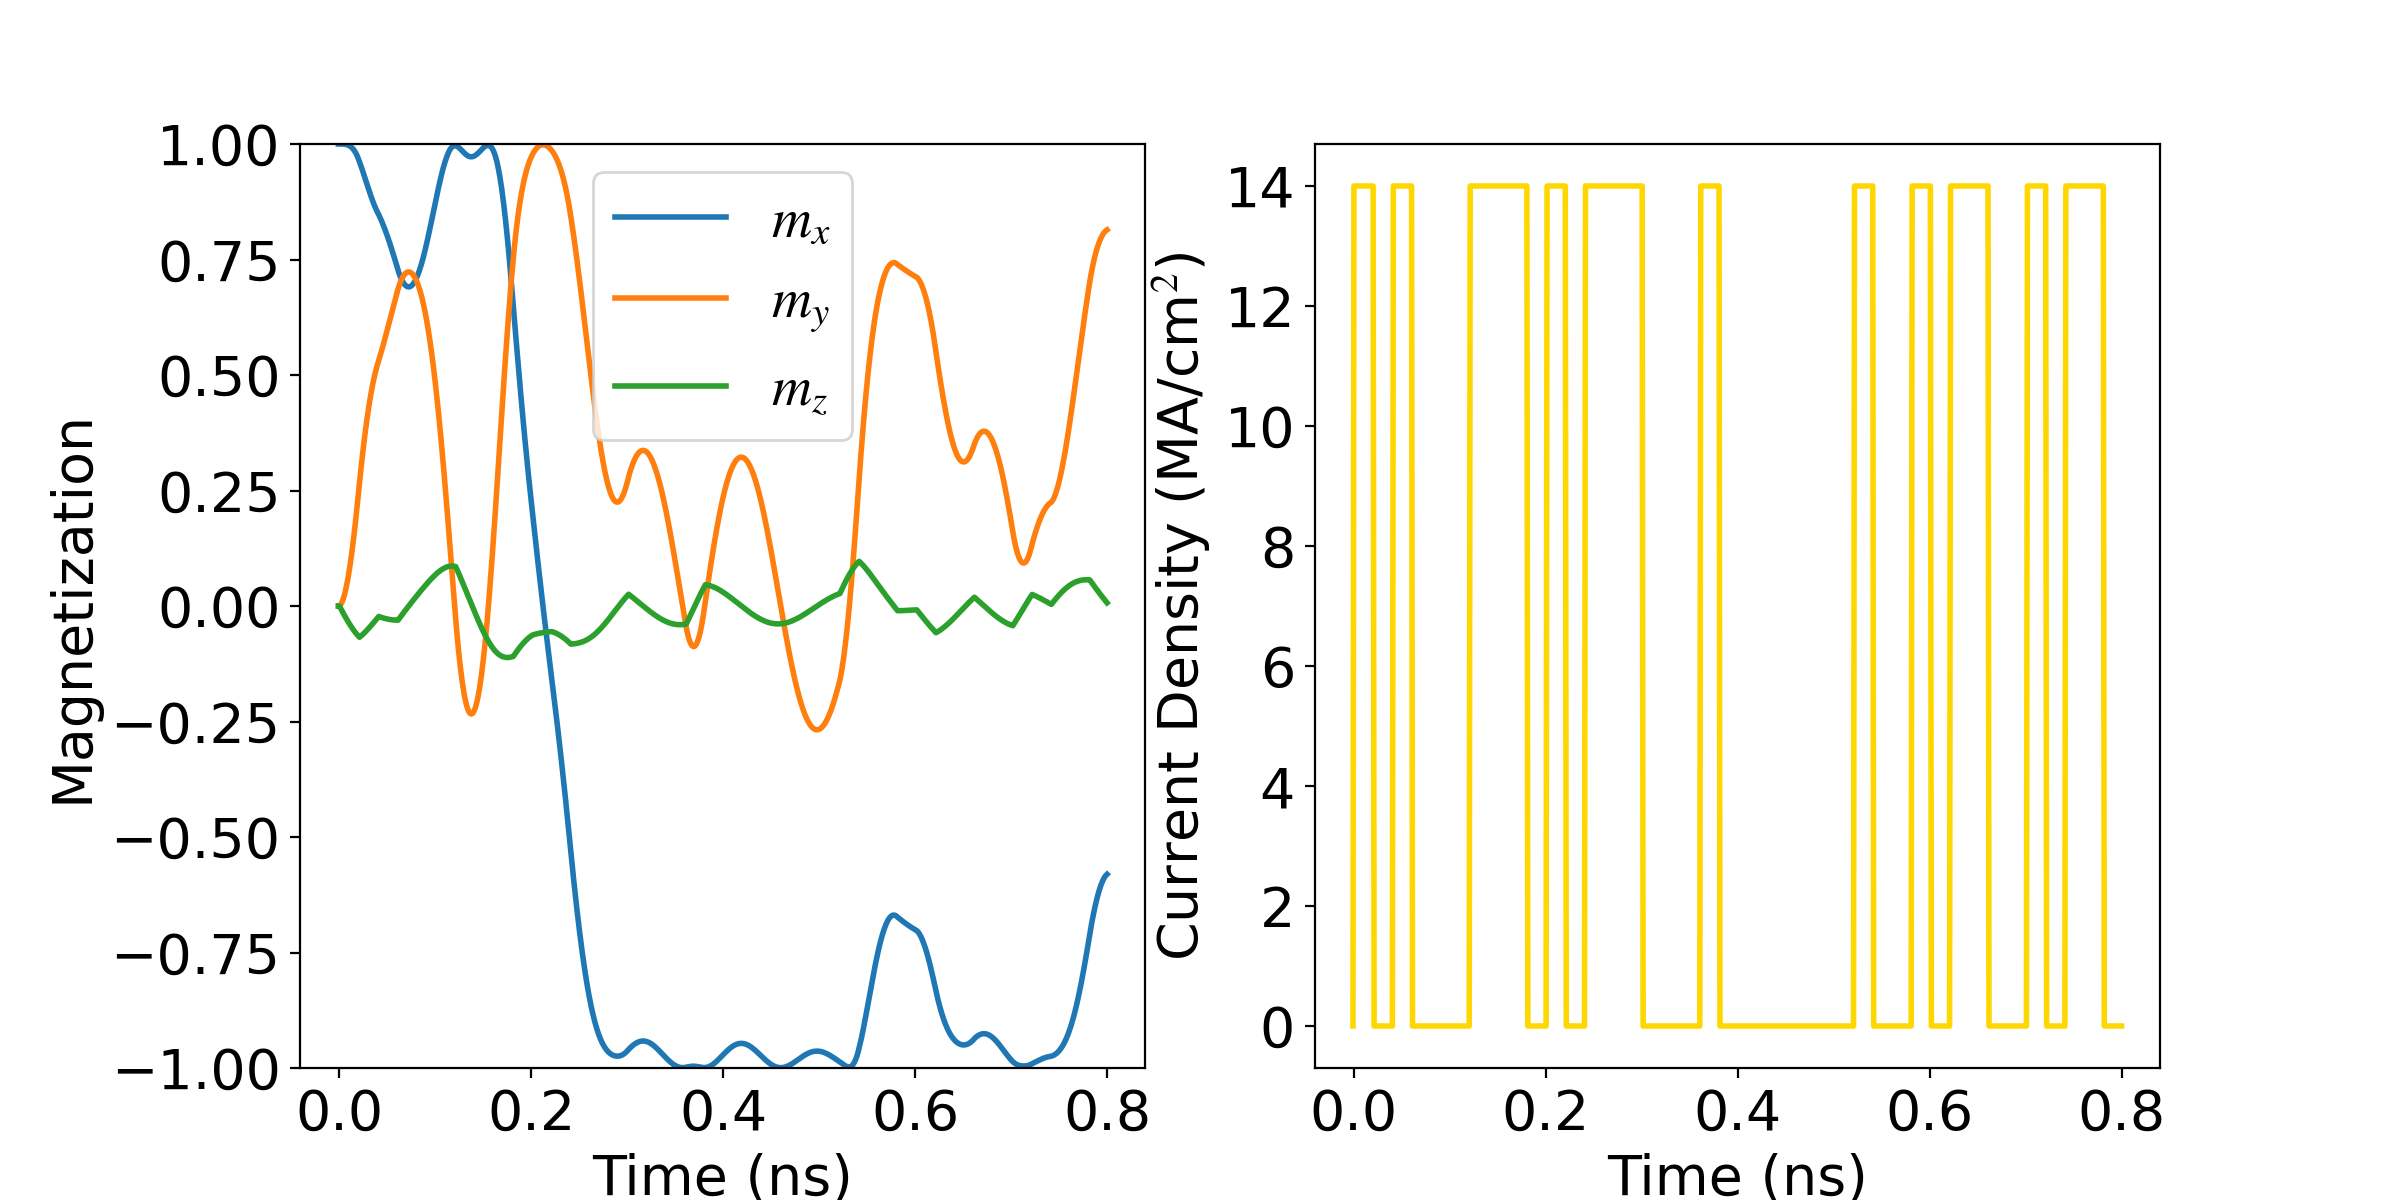 Magnetization
1.00
0.75
0.50
0.25
0.00
−0.25
−0.50
−0.75
−1.00
0.0 0.2 0.4 0.6 0.8
Time (ns)
m_x
m_y
m_z
Current Density (MA/cm²)
14
12
10
8
6
4
2
0
0.0 0.2 0.4 0.6 0.8
Time (ns)